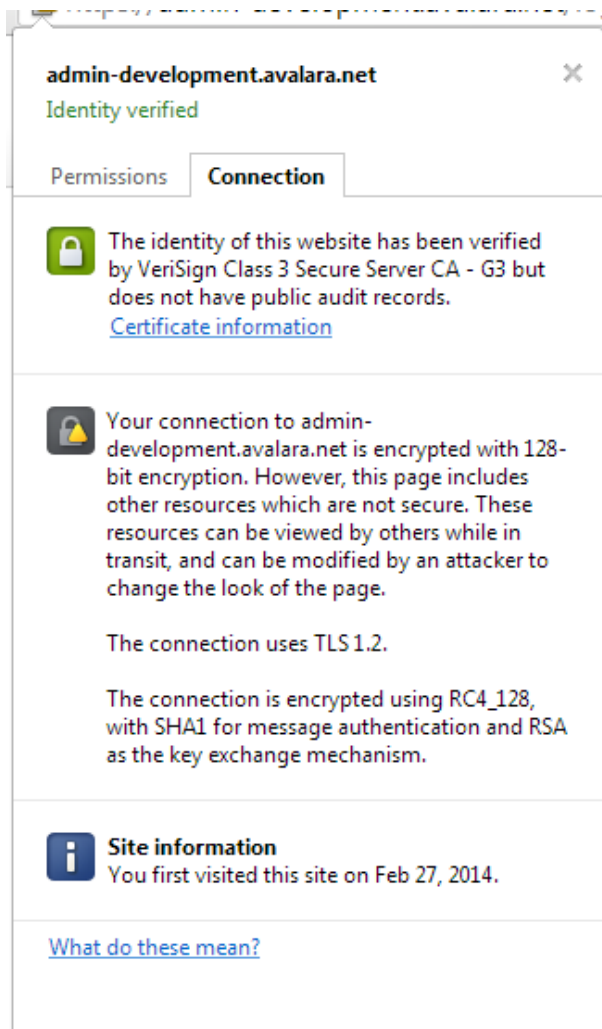 admin-development.avalara.net
Identity verified
Permissions
Connection
The identity of this website has been verified
by VeriSign Class 3 Secure Server CA - G3 but
does not have public audit records.
Certificate information
Your connection to admin-
development.avalara.net is encrypted with 128-
bit encryption. However, this page includes
other resources which are not secure. These
resources can be viewed by others while in
transit, and can be modified by an attacker to
change the look of the page.
The connection uses TLS 1.2.
The connection is encrypted using RC4_128,
with SHA1 for message authentication and RSA
as the key exchange mechanism.
Site information
You first visited this site on Feb 27, 2014.
What do these mean?